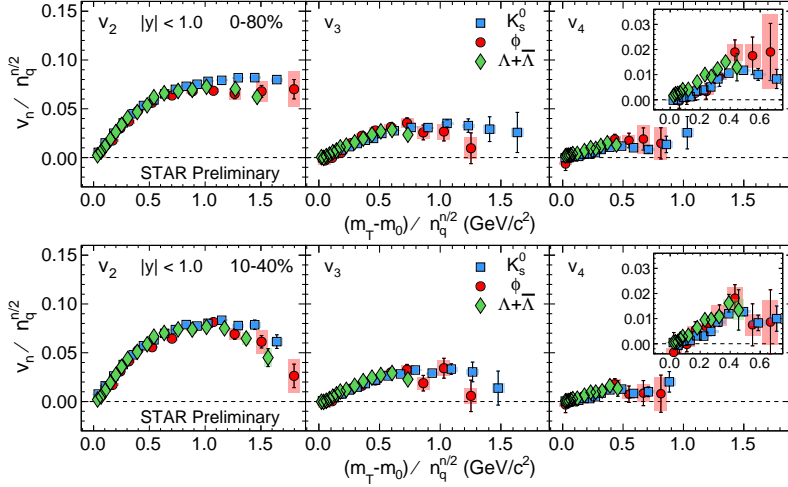 v₂ |y| < 1.0 0-80%
v₃
K⁰ₛ
ϕ
Λ+Λ̅
v₄
0.03
0.02
0.01
0.00
0.0 0.2 0.4 0.6
0.15
0.10
0.05
0.00
vₙ / n_q^{n/2}
STAR Preliminary
0.0 0.5 1.0 1.5
0.0 0.5 1.0 1.5
0.0 0.5 1.0 1.5
(m_T-m₀) / n_q^{n/2} (GeV/c²)
v₂ |y| < 1.0 10-40%
v₃
K⁰ₛ
ϕ
Λ+Λ̅
v₄
0.03
0.02
0.01
0.00
0.0 0.2 0.4 0.6
0.15
0.10
0.05
0.00
vₙ / n_q^{n/2}
STAR Preliminary
0.0 0.5 1.0 1.5
0.0 0.5 1.0 1.5
0.0 0.5 1.0 1.5
(m_T-m₀) / n_q^{n/2} (GeV/c²)